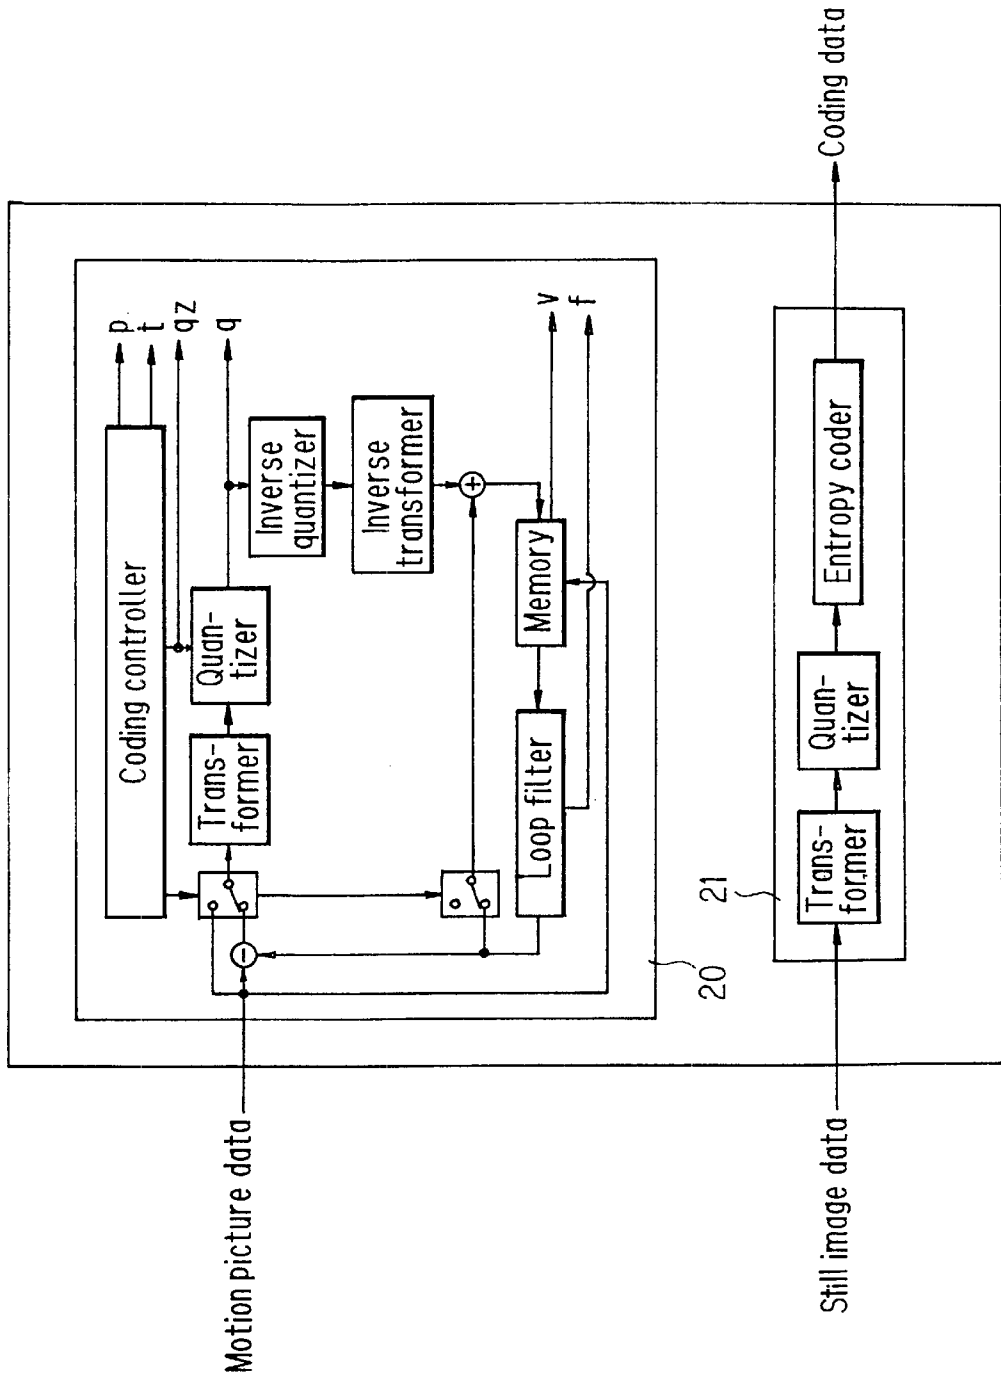 Coding controller
p
t
qz
q
Trans-
former
Quan-
tizer
Inverse
quantizer
Inverse
transformer
+
-
Motion picture data
Memory
Loop filter
v
f
20
21
Still image data
Trans-
former
Quan-
tizer
Entropy coder
Coding data